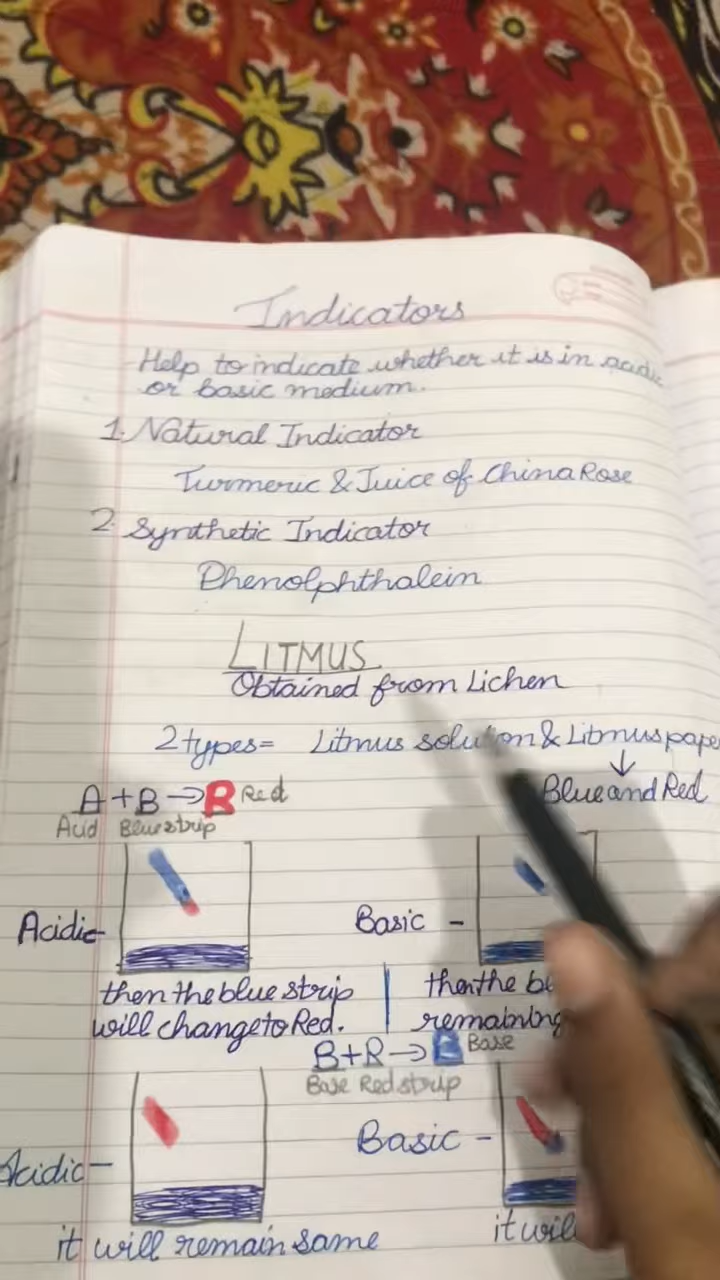 Indicators
Help to indicate whether it is in acidic
or basic medium.
1. Natural Indicator
Turmeric & Juice of China Rose
2. Synthetic Indicator
Phenolphthalein
LITMUS
Obtained from Lichen
2 types = Litmus solution & Litmus paper
↓
Blue and Red
A + B → R Red
Acid Blue strip
Acidic-
Basic -
then the blue strip
will change to Red.
then the
remaining
B + R → B Base
Base Red strip
Acidic-
Basic -
it will remain same
it will